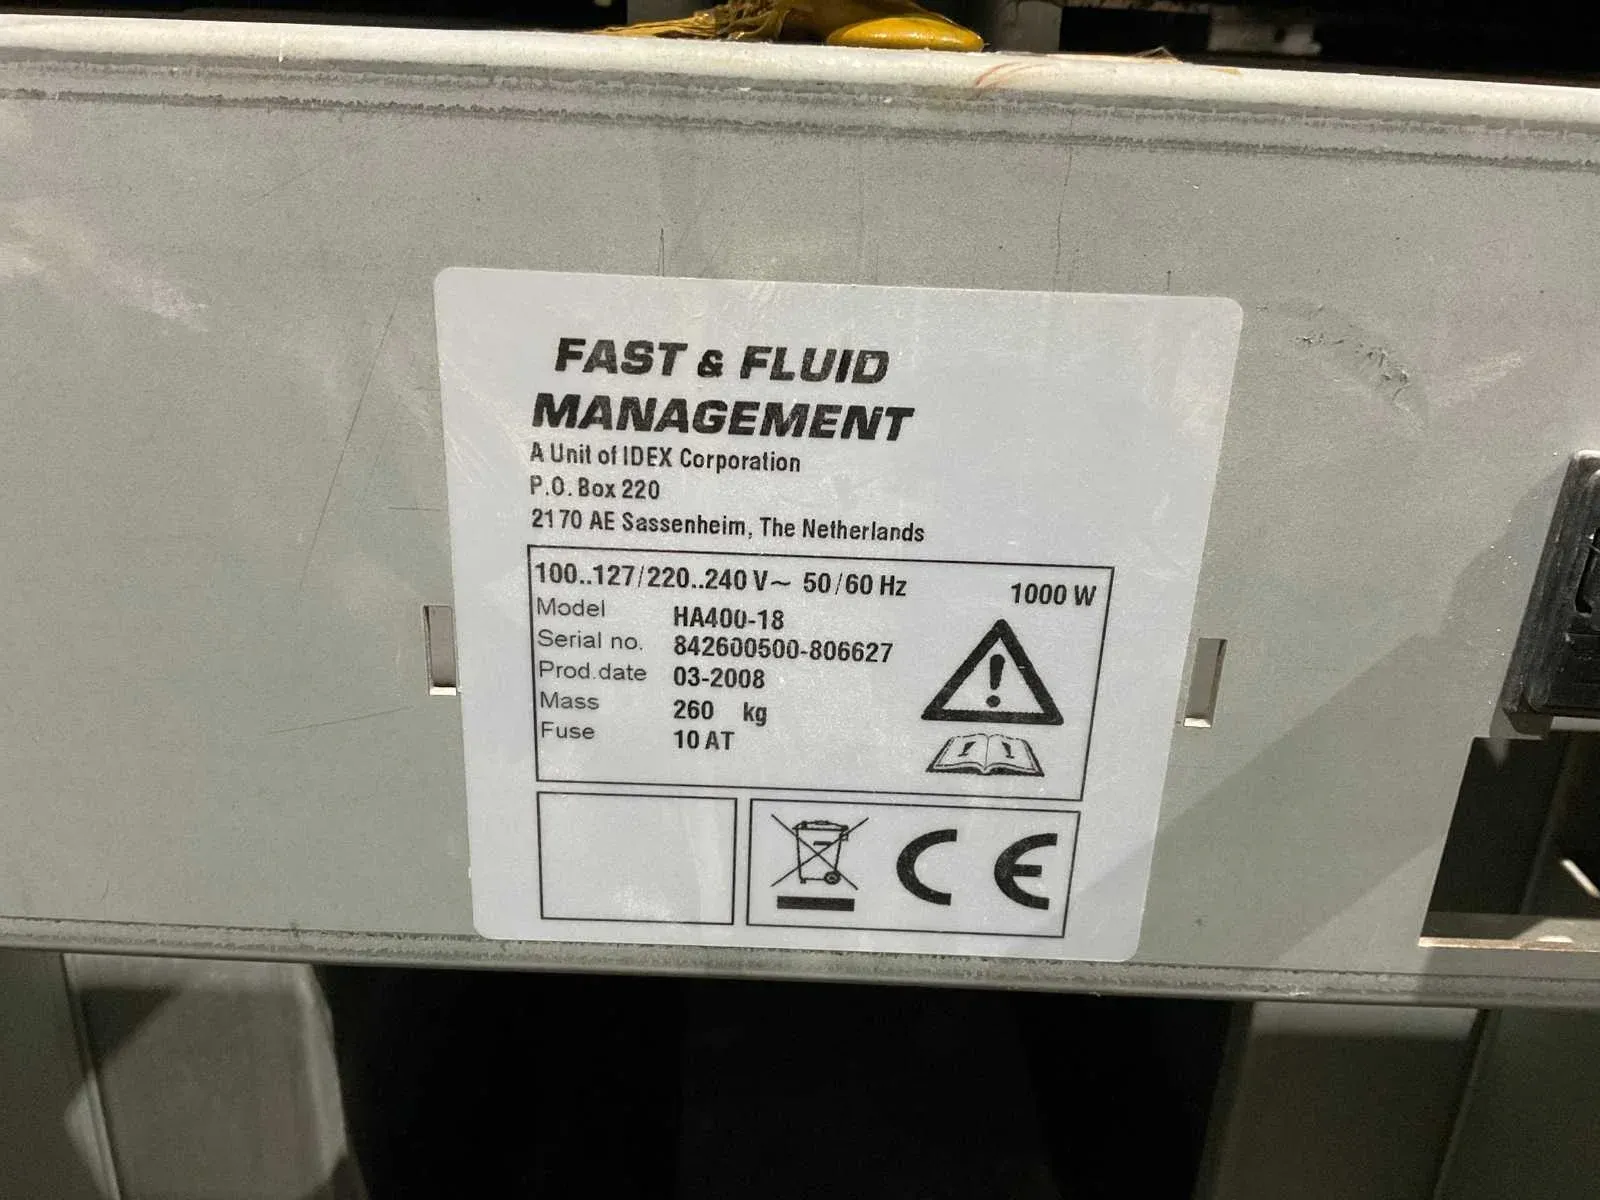 FAST & FLUID
MANAGEMENT
A Unit of IDEX Corporation
P.O. Box 220
2170 AE Sassenheim, The Netherlands
100..127/220..240 V~ 50/60 Hz 1000 W
Model HA400-18
Serial no. 842600500-806627
Prod.date 03-2008
Mass 260 kg
Fuse 10 AT
CE